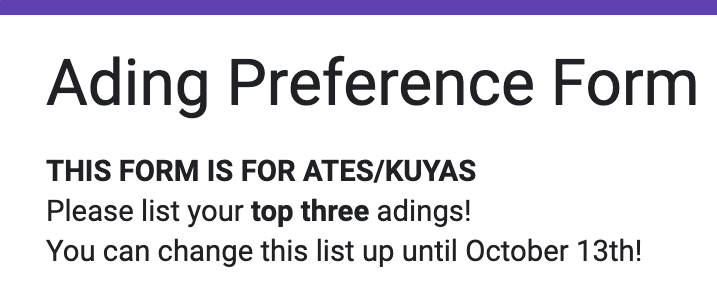 Ading Preference Form
THIS FORM IS FOR ATES/KUYAS
Please list your top three adings!
You can change this list up until October 13th!